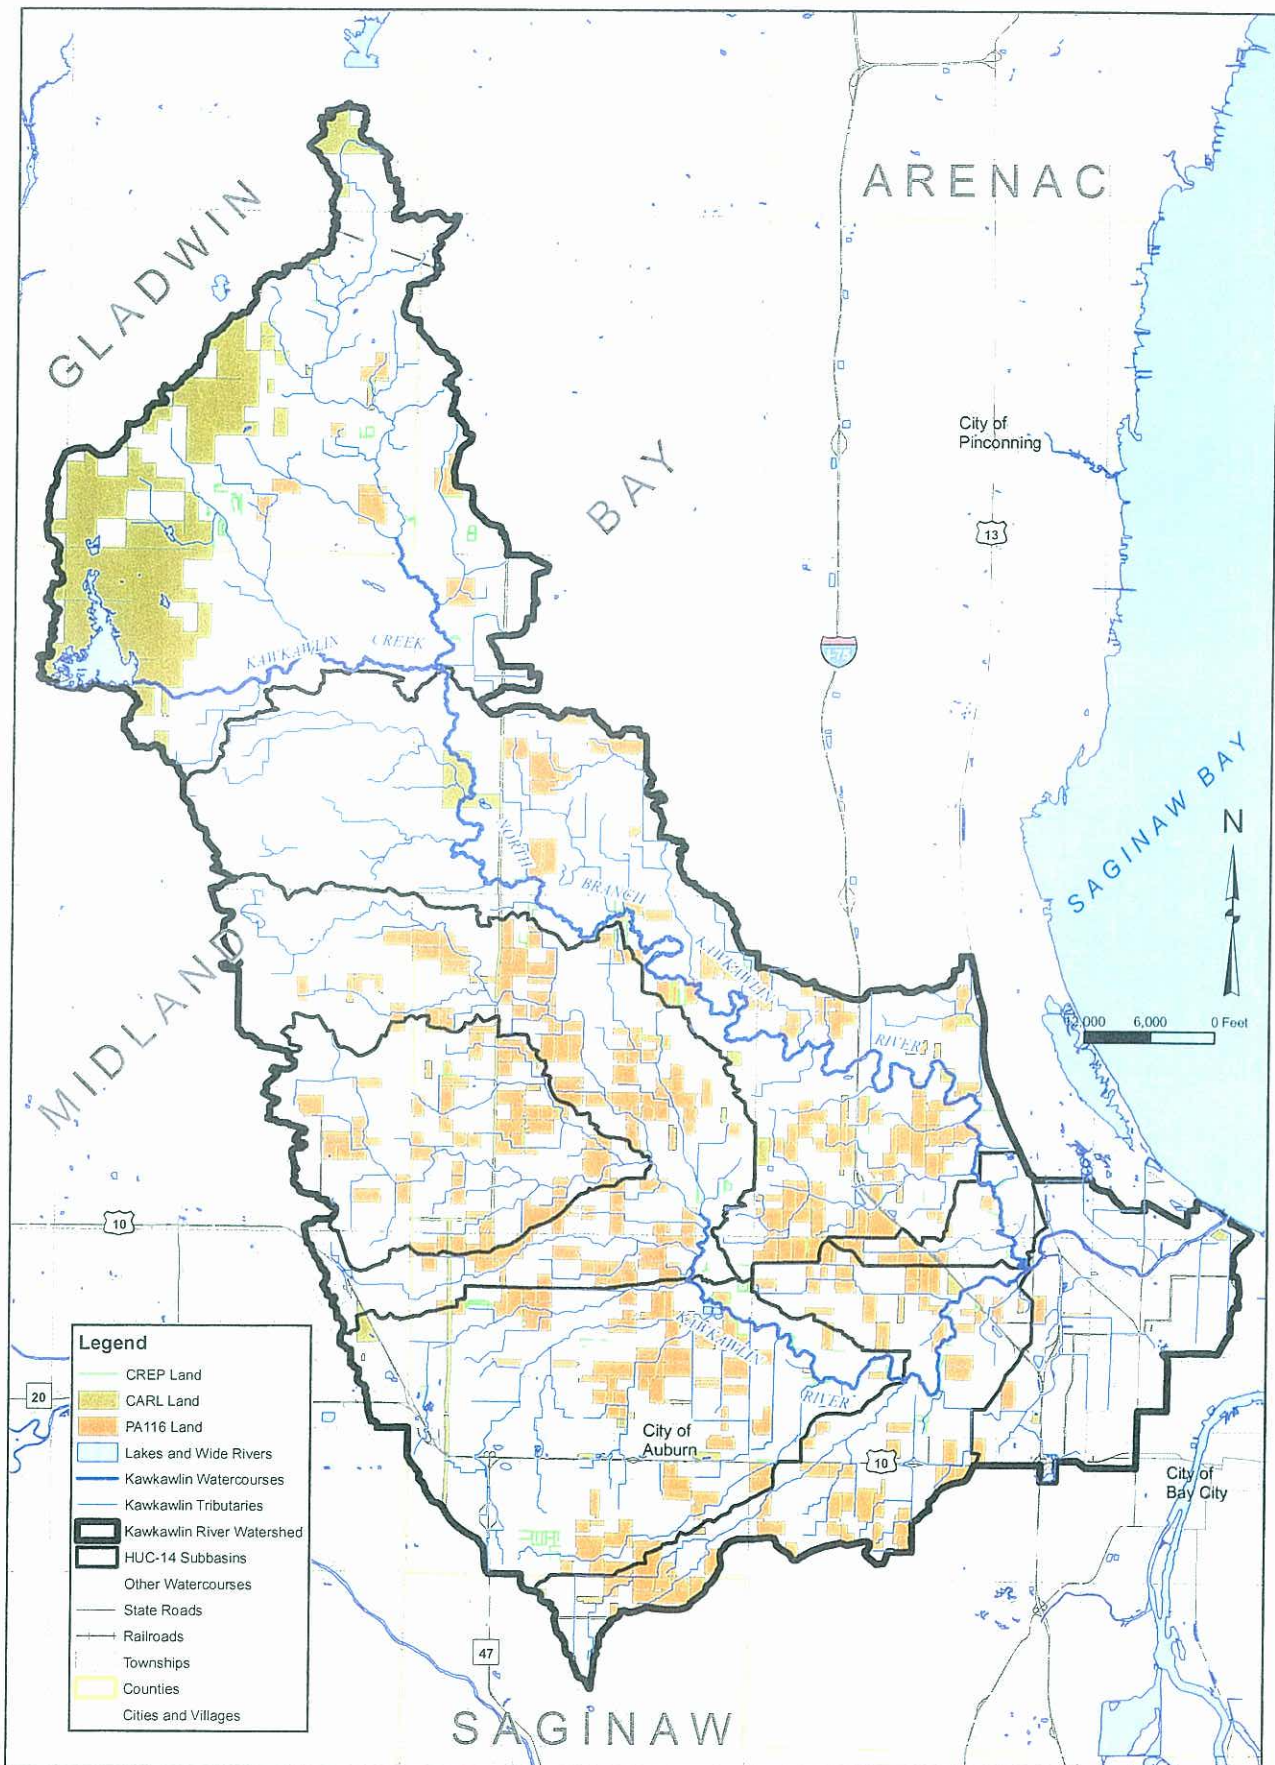 GLADWIN
ARENAC
BAY
City of
Pinconning
13
I-75
KAWKAWLIN CREEK
SAGINAW BAY
N
NORTH
BRANCH
KAWKAWLIN
RIVER
MIDLAND
12,000 6,000 0 Feet
10
KAWKAWLIN
RIVER
20
City of
Auburn
10
City of
Bay City
47
SAGINAW
Legend
CREP Land
CARL Land
PA116 Land
Lakes and Wide Rivers
Kawkawlin Watercourses
Kawkawlin Tributaries
Kawkawlin River Watershed
HUC-14 Subbasins
Other Watercourses
State Roads
Railroads
Townships
Counties
Cities and Villages